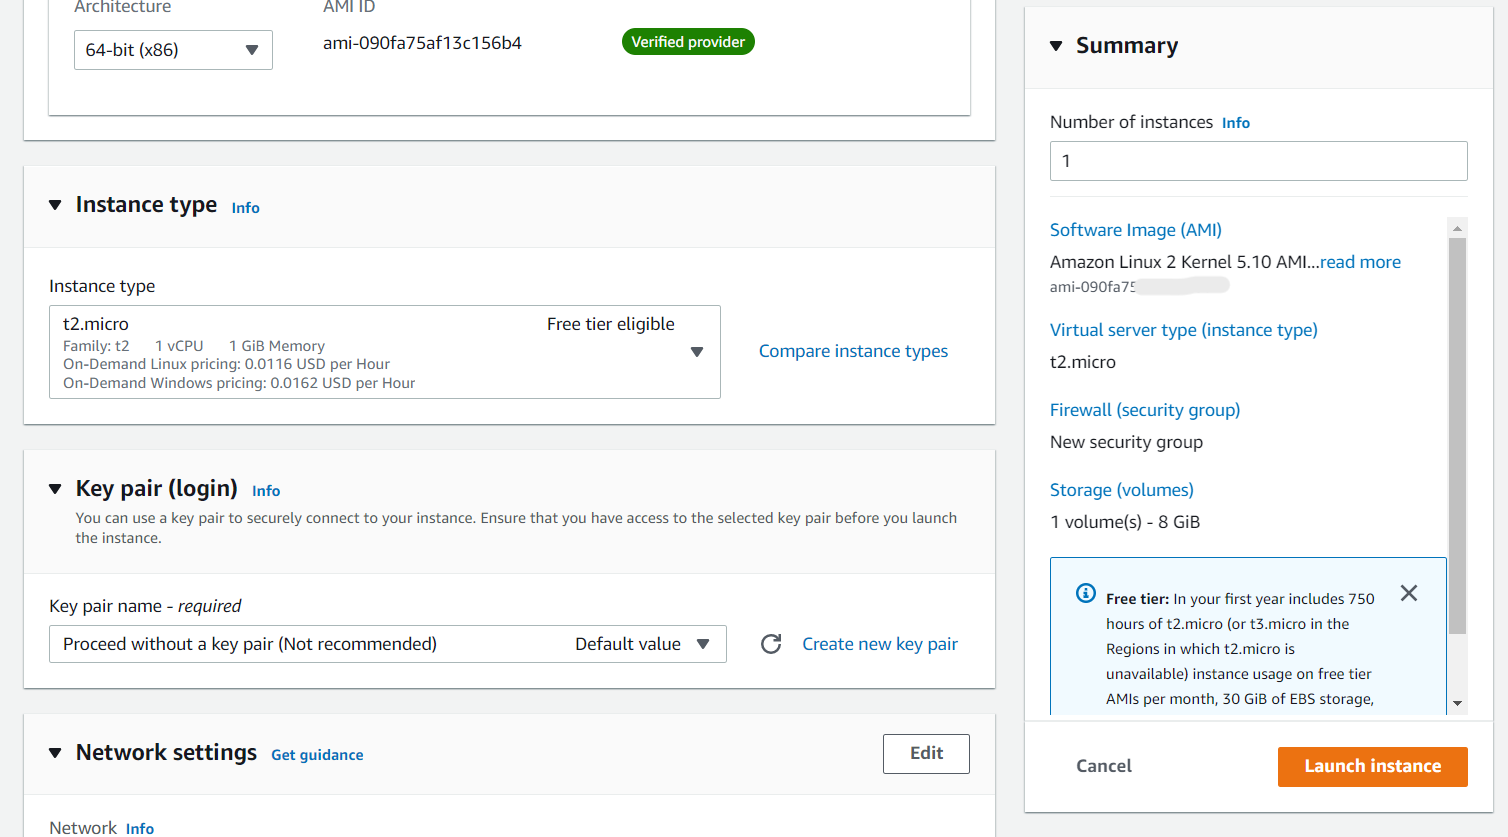 Architecture
AMI ID
64-bit (x86)
ami-090fa75af13c156b4
Verified provider
Instance type Info
Instance type
t2.micro
Free tier eligible
Family: t2 1 vCPU 1 GiB Memory
On-Demand Linux pricing: 0.0116 USD per Hour
On-Demand Windows pricing: 0.0162 USD per Hour
Compare instance types
Key pair (login) Info
You can use a key pair to securely connect to your instance. Ensure that you have access to the selected key pair before you launch
the instance.
Key pair name - required
Proceed without a key pair (Not recommended)
Default value
Create new key pair
Network settings Get guidance
Edit
Network Info
Summary
Number of instances Info
1
Software Image (AMI)
Amazon Linux 2 Kernel 5.10 AMI...read more
ami-090fa75
Virtual server type (instance type)
t2.micro
Firewall (security group)
New security group
Storage (volumes)
1 volume(s) - 8 GiB
Free tier: In your first year includes 750
hours of t2.micro (or t3.micro in the
Regions in which t2.micro is
unavailable) instance usage on free tier
AMIs per month, 30 GiB of EBS storage,
Cancel
Launch instance